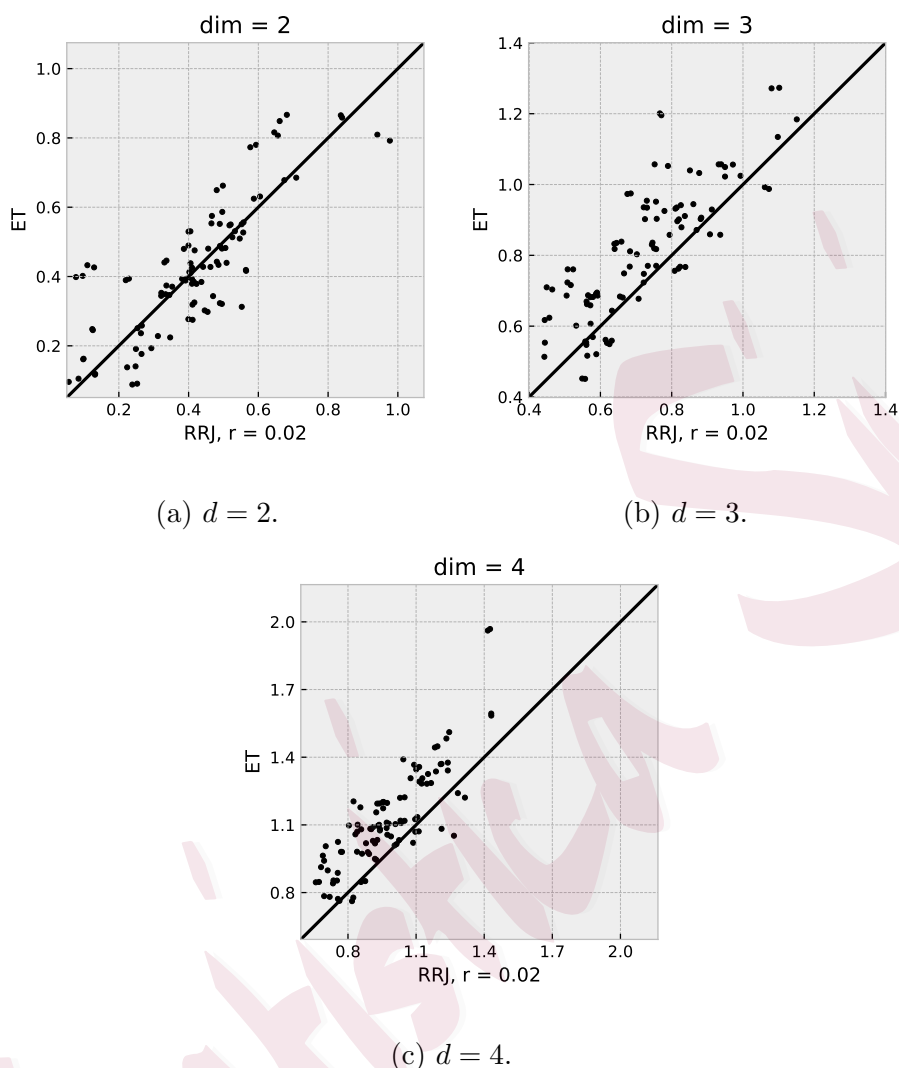 dim = 2
1.0
0.8
0.6
0.4
0.2
ET
0.2 0.4 0.6 0.8 1.0
RRJ, r = 0.02
(a) d = 2.
dim = 3
1.4
1.2
1.0
0.8
0.6
0.4
ET
0.4 0.6 0.8 1.0 1.2 1.4
RRJ, r = 0.02
(b) d = 3.
dim = 4
2.0
1.7
1.4
1.1
0.8
ET
0.8 1.1 1.4 1.7 2.0
RRJ, r = 0.02
(c) d = 4.